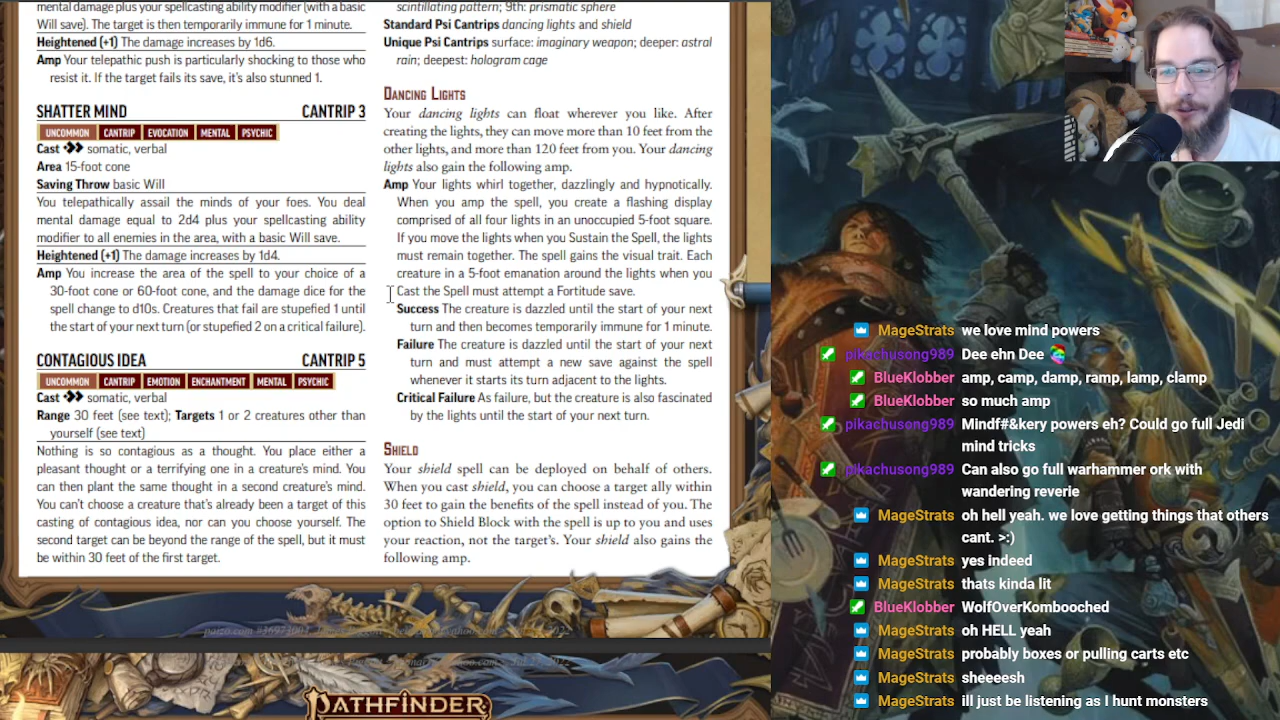 mental damage plus your spellcasting ability modifier (with a basic
Will save). The target is then temporarily immune for 1 minute.
Heightened (+1) The damage increases by 1d6.
Amp Your telepathic push is particularly shocking to those who
resist it. If the target fails its save, it's also stunned 1.
SHATTER MIND CANTRIP 3
UNCOMMON CANTRIP EVOCATION MENTAL PSYCHIC
Cast somatic, verbal
Area 15-foot cone
Saving Throw basic Will
You telepathically assail the minds of your foes. You deal
mental damage equal to 2d4 plus your spellcasting ability
modifier to all enemies in the area, with a basic Will save.
Heightened (+1) The damage increases by 1d4.
Amp You increase the area of the spell to your choice of a
30-foot cone or 60-foot cone, and the damage dice for the
spell change to d10s. Creatures that fail are stupefied 1 until
the start of your next turn (or stupefied 2 on a critical failure).
CONTAGIOUS IDEA CANTRIP 5
UNCOMMON CANTRIP EMOTION ENCHANTMENT MENTAL PSYCHIC
Cast somatic, verbal
Range 30 feet (see text); Targets 1 or 2 creatures other than
yourself (see text)
Nothing is so contagious as a thought. You place either a
pleasant thought or a terrifying one in a creature's mind. You
can then plant the same thought in a second creature's mind.
You can't choose a creature that's already been a target of this
casting of contagious idea, nor can you choose yourself. The
second target can be beyond the range of the spell, but it must
be within 30 feet of the first target.
scintillating pattern; 9th: prismatic sphere
Standard Psi Cantrips dancing lights and shield
Unique Psi Cantrips surface: imaginary weapon; deeper: astral
rain; deepest: hologram cage
DANCING LIGHTS
Your dancing lights can float wherever you like. After
creating the lights, they can move more than 10 feet from the
other lights, and more than 120 feet from you. Your dancing
lights also gain the following amp.
Amp Your lights whirl together, dazzlingly and hypnotically.
When you amp the spell, you create a flashing display
comprised of all four lights in an unoccupied 5-foot square.
If you move the lights when you Sustain the Spell, the lights
must remain together. The spell gains the visual trait. Each
creature in a 5-foot emanation around the lights when you
Cast the Spell must attempt a Fortitude save.
Success The creature is dazzled until the start of your next
turn and then becomes temporarily immune for 1 minute.
Failure The creature is dazzled until the start of your next
turn and must attempt a new save against the spell
whenever it starts its turn adjacent to the lights.
Critical Failure As failure, but the creature is also fascinated
by the lights until the start of your next turn.
SHIELD
Your shield spell can be deployed on behalf of others.
When you cast shield, you can choose a target ally within
30 feet to gain the benefits of the spell instead of you. The
option to Shield Block with the spell is up to you and uses
your reaction, not the target's. Your shield also gains the
following amp.
PATHFINDER
MageStrats we love mind powers
pikachusong989 Dee ehn Dee
BlueKlobber amp, camp, damp, ramp, lamp, clamp
BlueKlobber so much amp
pikachusong989 Mindf#&kery powers eh? Could go full Jedi
mind tricks
pikachusong989 Can also go full warhammer ork with
wandering reverie
MageStrats oh hell yeah. we love getting things that others
cant. >:)
MageStrats yes indeed
MageStrats thats kinda lit
BlueKlobber WolfOverKombooched
MageStrats oh HELL yeah
MageStrats probably boxes or pulling carts etc
MageStrats sheeeesh
MageStrats ill just be listening as I hunt monsters